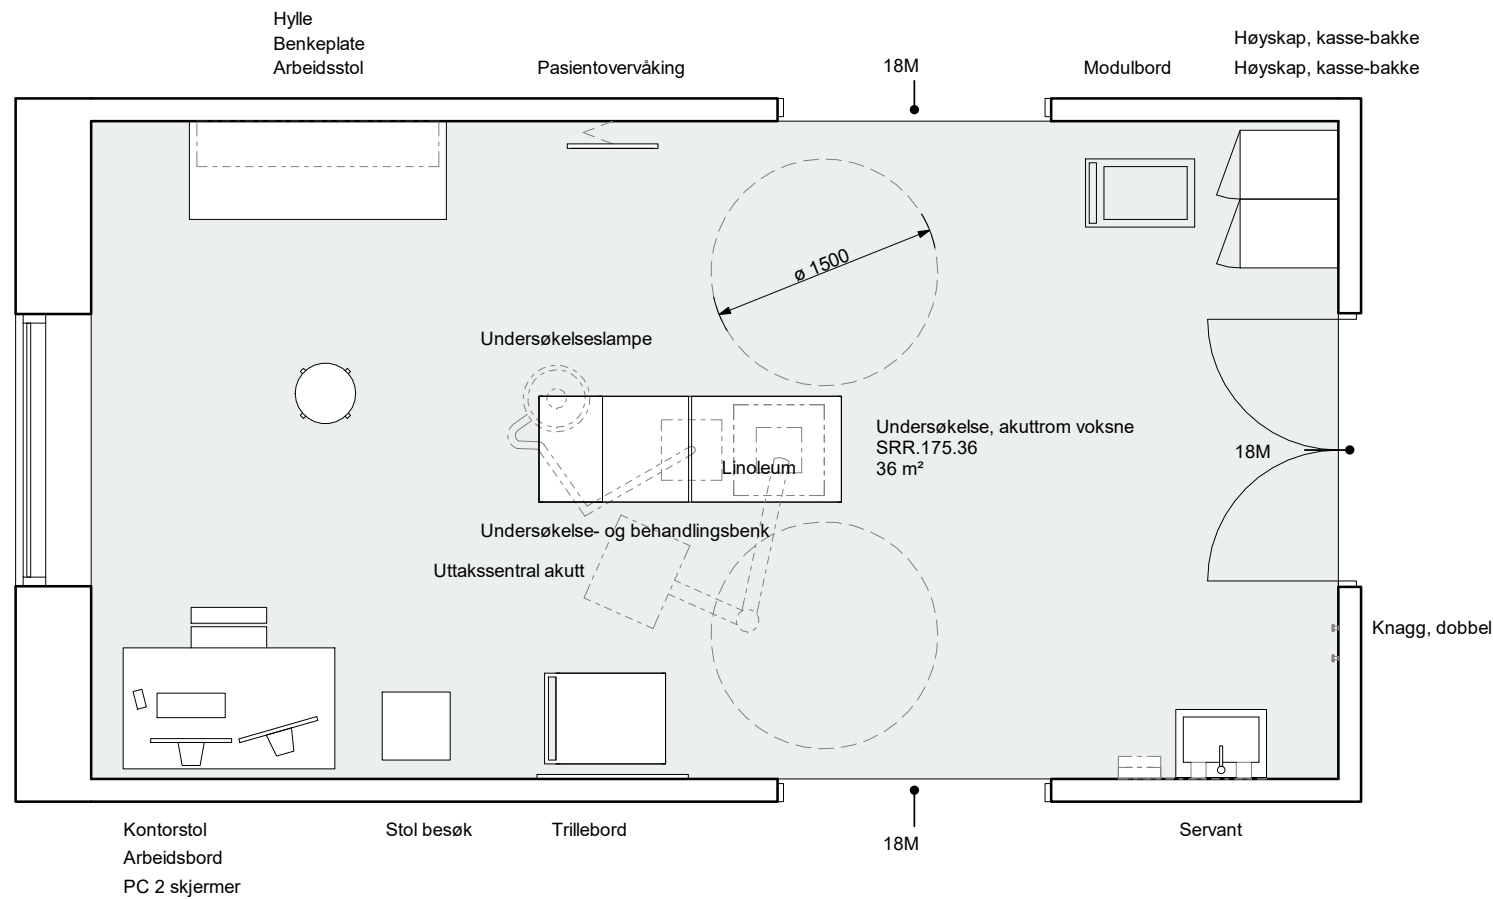 Hylle
Benkeplate
Arbeidsstol
Pasientovervåking
18M
Modulbord
Høyskap, kasse-bakke
Høyskap, kasse-bakke
ø 1500
Undersøkelseslampe
Undersøkelse, akuttrom voksne
SRR.175.36
36 m²
18M
Linoleum
Undersøkelse- og behandlingsbenk
Uttakssentral akutt
Knagg, dobbel
Kontorstol
Arbeidsbord
PC 2 skjermer
Stol besøk
Trillebord
18M
Servant